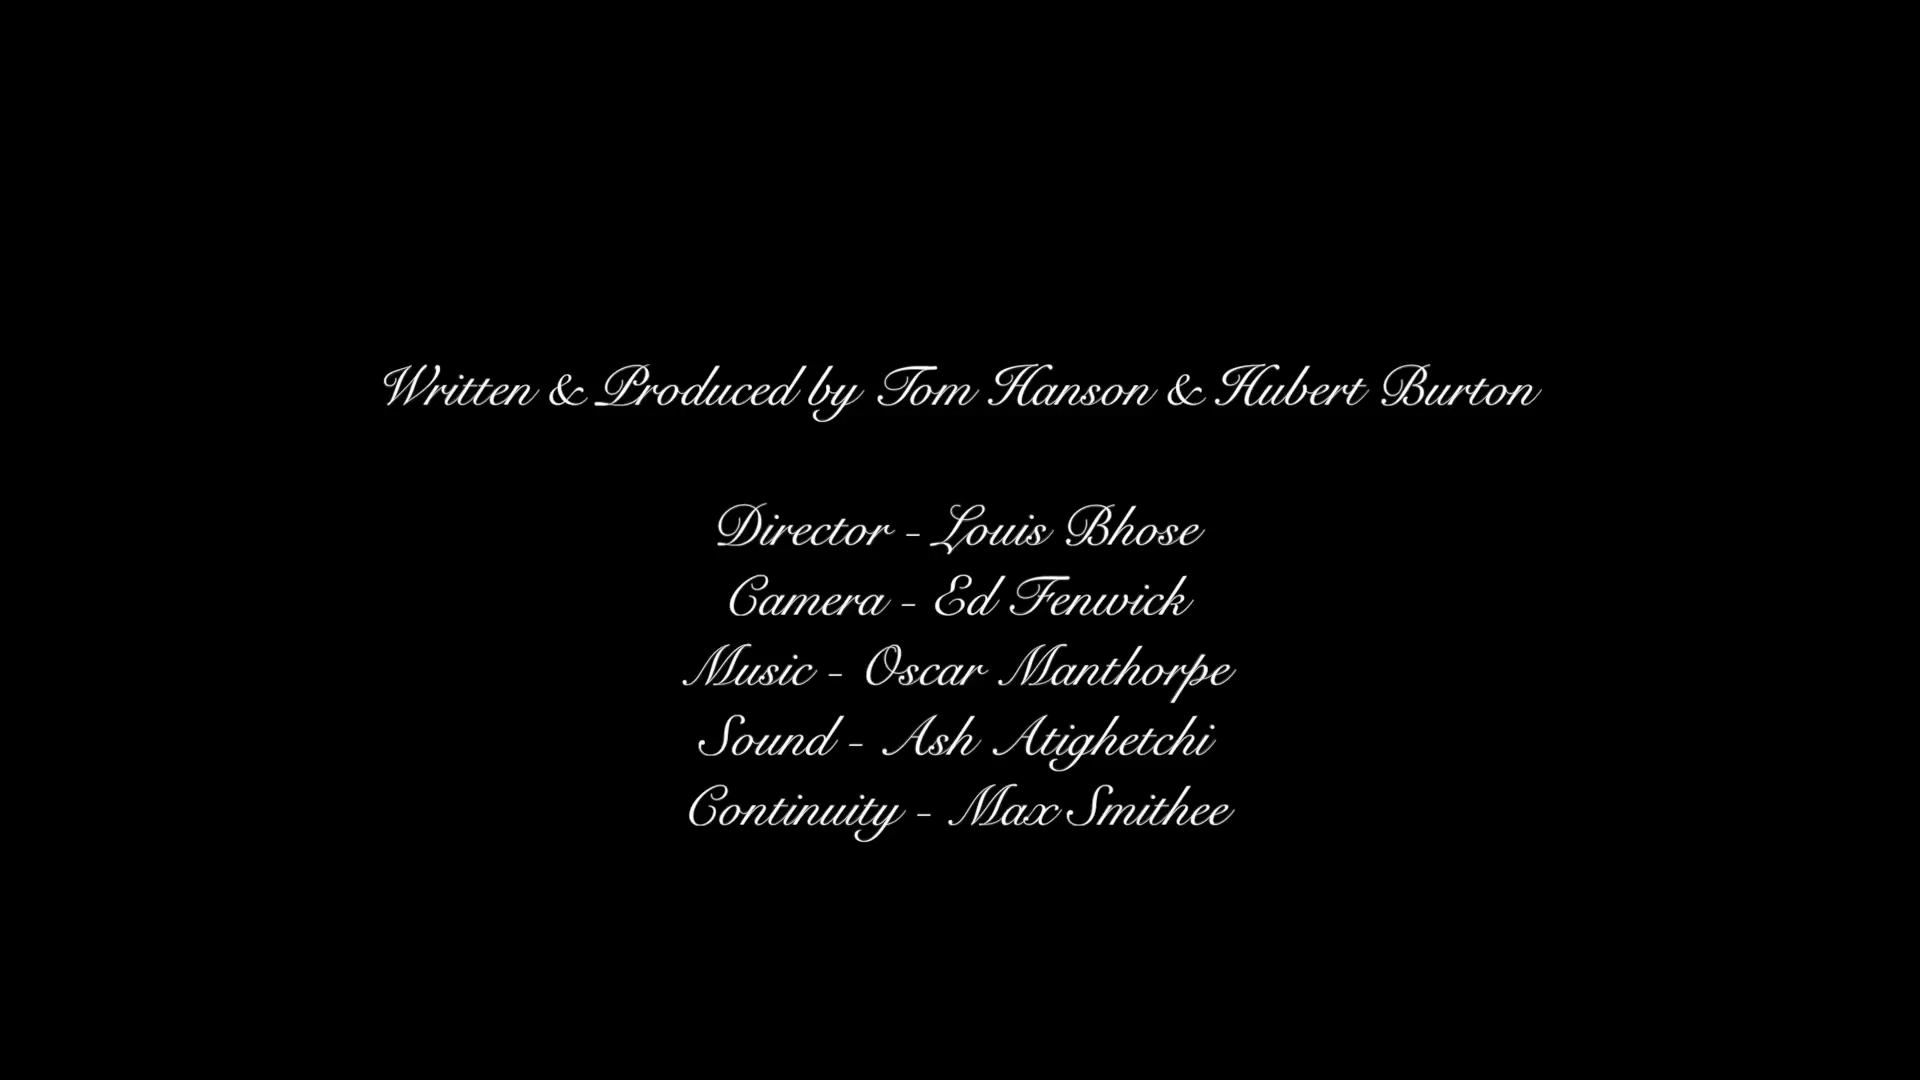 Written & Produced by Tom Hanson & Hubert Burton
Director - Louis Bhose
Camera - Ed Fenwick
Music - Oscar Manthorpe
Sound - Ash Atighetchi
Continuity - Max Smithee